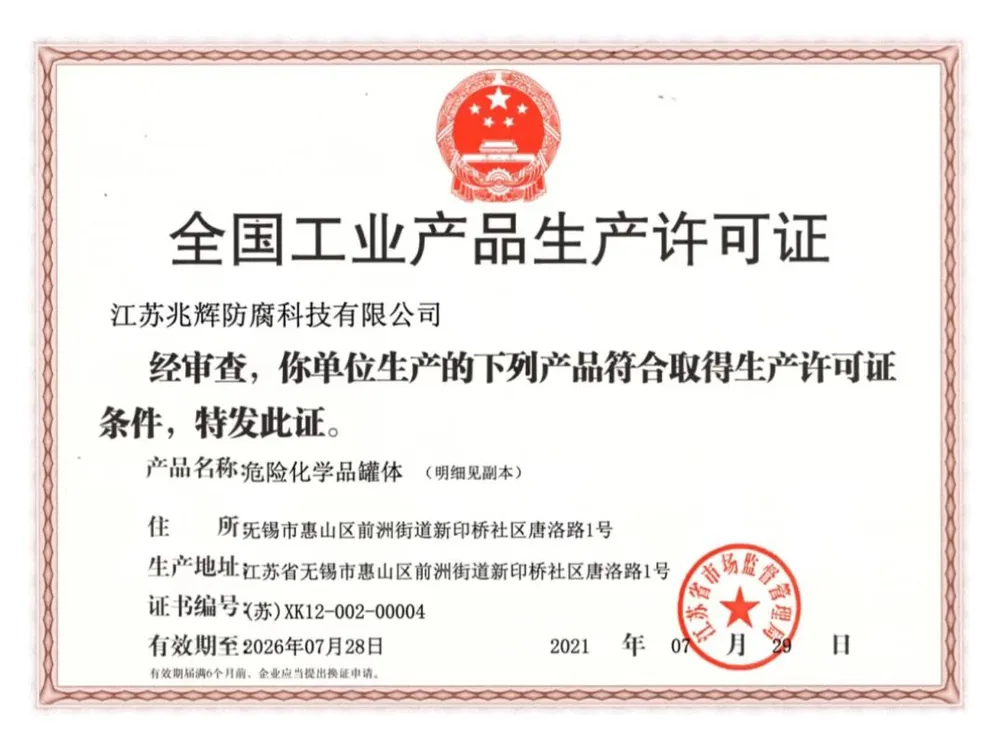 全国工业产品生产许可证
江苏兆辉防腐科技有限公司
经审查，你单位生产的下列产品符合取得生产许可证
条件，特发此证。
产品名称:危险化学品罐体 （明细见副本）
住 所:无锡市惠山区前洲街道新印桥社区唐洛路1号
生产地址:江苏省无锡市惠山区前洲街道新印桥社区唐洛路1号
证书编号:(苏)XK12-002-00004
有效期至:2026年07月28日 2021 年 07 月 29 日
有效期届满6个月前，企业应当提出换证申请。
江苏省市场监督管理局